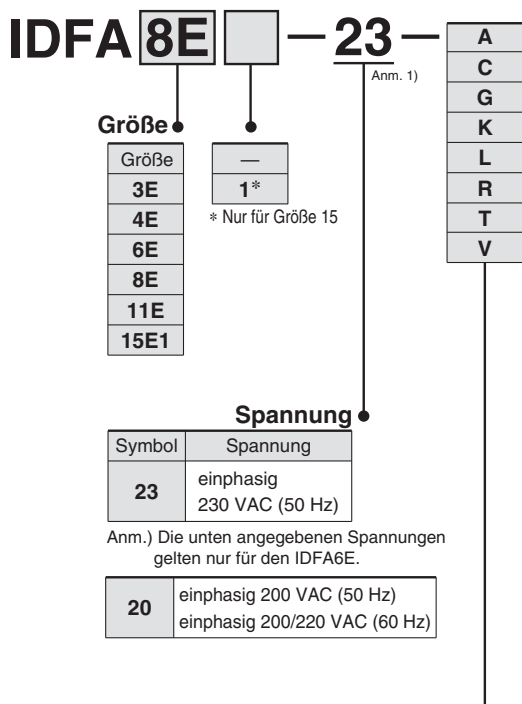 IDFA 8E — 23 —
Anm. 1)
A
C
G
K
L
R
T
V
Größe
Größe
3E
4E
6E
8E
11E
15E1
—
1*
* Nur für Größe 15
Spannung
Symbol Spannung
23 einphasig
230 VAC (50 Hz)
Anm.) Die unten angegebenen Spannungen
gelten nur für den IDFA6E.
20 einphasig 200 VAC (50 Hz)
einphasig 200/220 VAC (60 Hz)